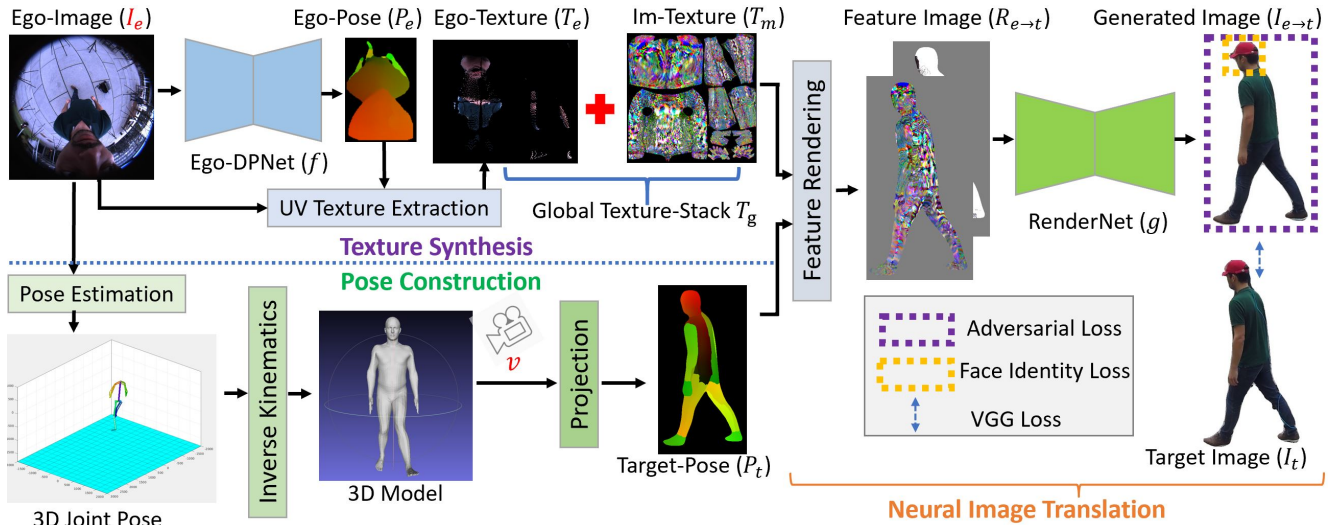 Ego-Image (Iₑ)
Ego-Pose (Pₑ)
Ego-Texture (Tₑ)
Im-Texture (Tₘ)
Feature Image (Rₑ→ₜ)
Generated Image (Iₑ→ₜ)
Ego-DPNet (f)
UV Texture Extraction
Global Texture-Stack T_g
Feature Rendering
RenderNet (g)
Texture Synthesis
Pose Construction
Pose Estimation
Inverse Kinematics
v
Projection
3D Joint Pose
3D Model
Target-Pose (Pₜ)
Adversarial Loss
Face Identity Loss
VGG Loss
Target Image (Iₜ)
Neural Image Translation